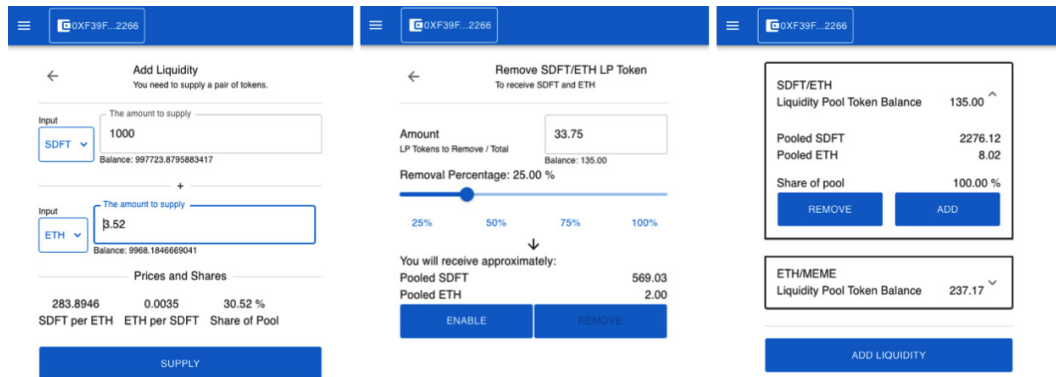 0XF39F...2266
Add Liquidity
You need to supply a pair of tokens.
Input
The amount to supply
SDFT
1000
Balance: 997723.8795883417
+
Input
The amount to supply
ETH
3.52
Balance: 9968.1846669041
Prices and Shares
283.8946 0.0035 30.52 %
SDFT per ETH ETH per SDFT Share of Pool
SUPPLY
0XF39F...2266
Remove SDFT/ETH LP Token
To receive SDFT and ETH
Amount
LP Tokens to Remove / Total
33.75
Balance: 135.00
Removal Percentage: 25.00 %
25% 50% 75% 100%
You will receive approximately:
Pooled SDFT 569.03
Pooled ETH 2.00
ENABLE REMOVE
0XF39F...2266
SDFT/ETH
Liquidity Pool Token Balance 135.00
Pooled SDFT 2276.12
Pooled ETH 8.02
Share of pool 100.00 %
REMOVE ADD
ETH/MEME
Liquidity Pool Token Balance 237.17
ADD LIQUIDITY